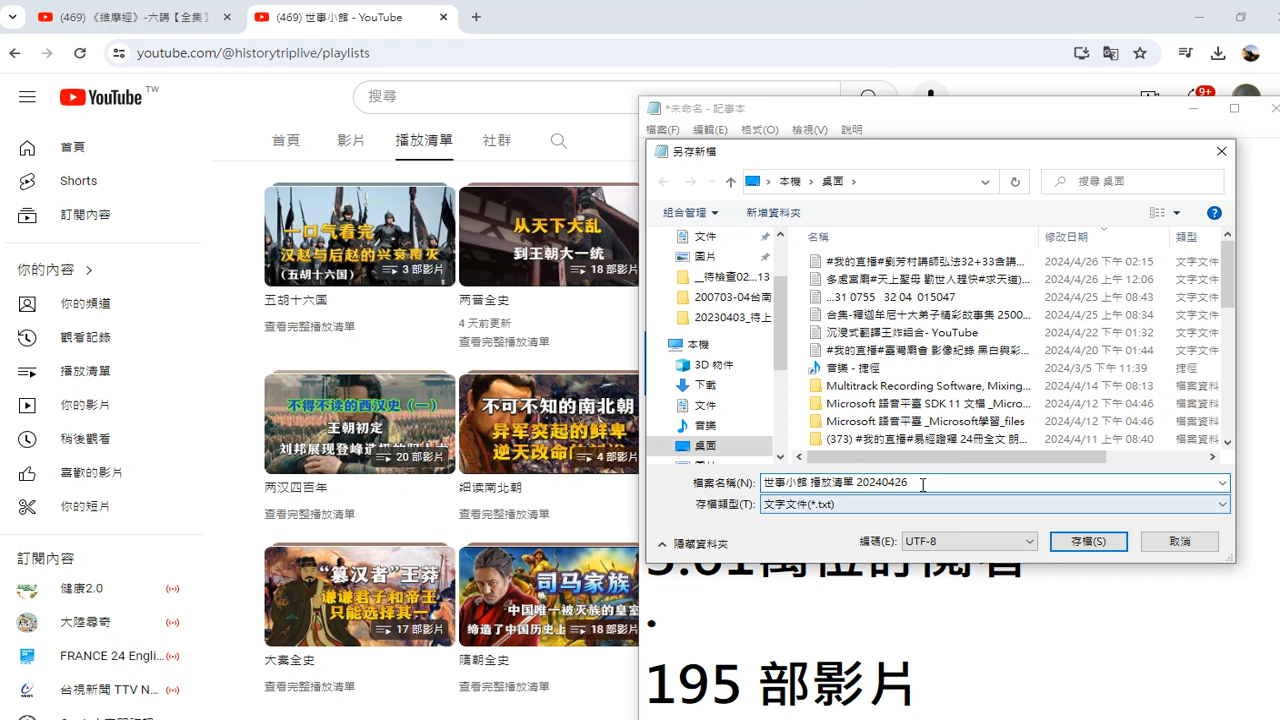 (469) 《維摩經》-六講【全集】
(469) 世事小館 - YouTube
youtube.com/@historytriplive/playlists
YouTube TW
搜尋
9+
首頁
Shorts
訂閱內容
你的內容
你的頻道
觀看記錄
播放清單
你的影片
稍後觀看
喜歡的影片
你的短片
訂閱內容
健康2.0
大陸尋奇
FRANCE 24 Engli...
台視新聞 TTV N...
首頁 影片 播放清單 社群
一口气看完
汉赵与后赵的兴衰覆灭
(五胡十六国)
3 部影片
五胡十六国
查看完整播放清單
从天下大乱
到王朝大一统
18 部影片
两晋全史
4 天前更新
查看完整播放清單
不得不读的西汉史(一)
王朝初定
20 部影片
两汉四百年
查看完整播放清單
不可不知的南北朝
异军突起的鲜卑
4 部影片
细读南北朝
查看完整播放清單
“篡汉者”王莽
谦谦君子和帝王
只能选择其一
17 部影片
大秦全史
查看完整播放清單
司马家族
中国唯一被灭族的皇室
缔造了中国历史上
18 部影片
隋朝全史
查看完整播放清單
*未命名 - 記事本
檔案(F) 編輯(E) 格式(O) 檢視(V) 說明
另存新檔
本機 桌面
搜尋 桌面
組合管理 新增資料夾
文件
圖片
__待檢查02...13
200703-04台南
20230403_待上
本機
3D 物件
下載
文件
音樂
桌面
名稱 修改日期 類型
#我的直播#劉芳村講師弘法32+33含講... 2024/4/26 下午 02:15 文字文件
多處宮廟#天上聖母 勸世人趕快#求天道)... 2024/4/26 上午 12:06 文字文件
...31 0755 32 04 015047 2024/4/25 上午 08:43 文字文件
合集-釋迦牟尼十大弟子精彩故事集 2500... 2024/4/25 上午 08:34 文字文件
沉浸式翻譯王炸組合- YouTube 2024/4/22 下午 01:32 文字文件
#我的直播#臺灣廟會 影像紀錄 黑白與彩... 2024/4/20 上午 01:44 文字文件
音樂 - 捷徑 2024/3/5 下午 11:39 捷徑
Multitrack Recording Software, Mixing... 2024/4/14 下午 08:13 檔案資料
Microsoft 語音平臺 SDK 11 文檔 _Micro... 2024/4/12 上午 04:46 檔案資料
Microsoft 語音平臺 _Microsoft學習_files 2024/4/12 上午 04:46 檔案資料
(373) #我的直播#易經證釋 24冊全文 朗... 2024/4/11 上午 08:40 檔案資料
檔案名稱(N): 世事小館 播放清單 20240426
存檔類型(T): 文字文件(*.txt)
隱藏資料夾
編碼(E): UTF-8
存檔(S)
取消
·
195 部影片